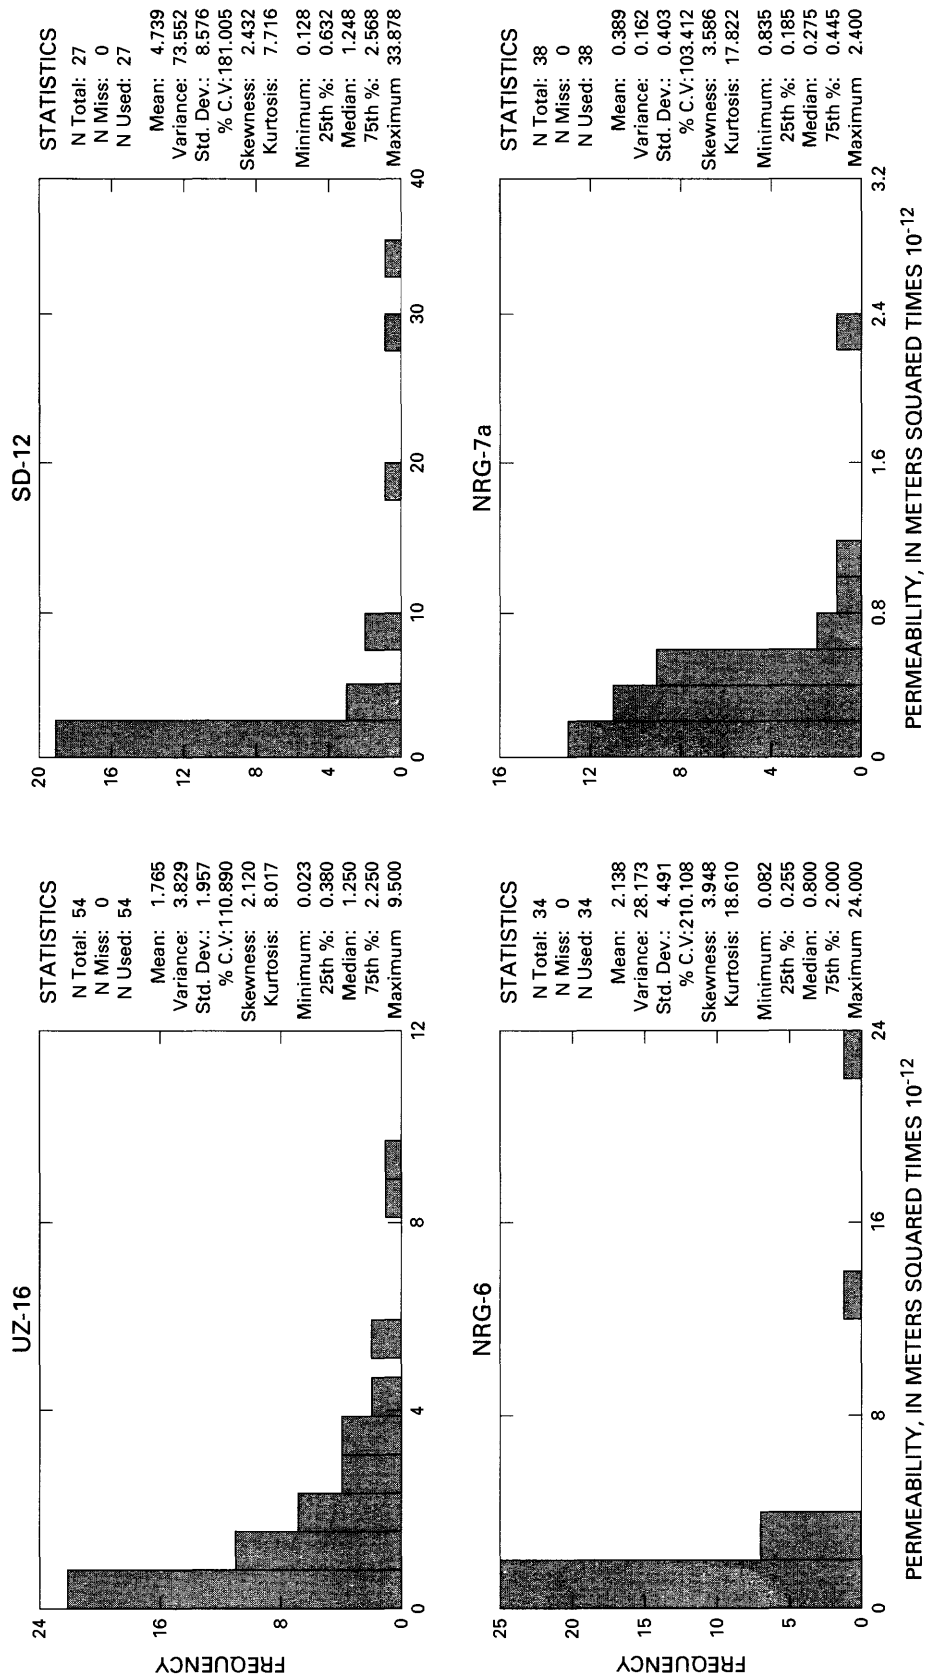 UZ-16
FREQUENCY
24
16
8
0
0
4
8
12
STATISTICS
N Total: 54
N Miss: 0
N Used: 54
Mean: 1.765
Variance: 3.829
Std. Dev.: 1.957
% C.V: 110.890
Skewness: 2.120
Kurtosis: 8.017
Minimum: 0.023
25th %: 0.380
Median: 1.250
75th %: 2.250
Maximum 9.500
SD-12
20
16
12
8
4
0
0
10
20
30
40
STATISTICS
N Total: 27
N Miss: 0
N Used: 27
Mean: 4.739
Variance: 73.552
Std. Dev.: 8.576
% C.V: 181.005
Skewness: 2.432
Kurtosis: 7.716
Minimum: 0.128
25th %: 0.632
Median: 1.248
75th %: 2.568
Maximum 33.878
NRG-6
FREQUENCY
25
20
15
10
5
0
0
8
16
24
PERMEABILITY, IN METERS SQUARED TIMES 10-12
STATISTICS
N Total: 34
N Miss: 0
N Used: 34
Mean: 2.138
Variance: 28.173
Std. Dev.: 4.491
% C.V.: 210.108
Skewness: 3.948
Kurtosis: 18.610
Minimum: 0.082
25th %: 0.255
Median: 0.800
75th %: 2.000
Maximum 24.000
NRG-7a
16
12
8
4
0
0
0.8
1.6
2.4
3.2
PERMEABILITY, IN METERS SQUARED TIMES 10-12
STATISTICS
N Total: 38
N Miss: 0
N Used: 38
Mean: 0.389
Variance: 0.162
Std. Dev.: 0.403
% C.V: 103.412
Skewness: 3.586
Kurtosis: 17.822
Minimum: 0.835
25th %: 0.185
Median: 0.275
75th %: 0.445
Maximum 2.400